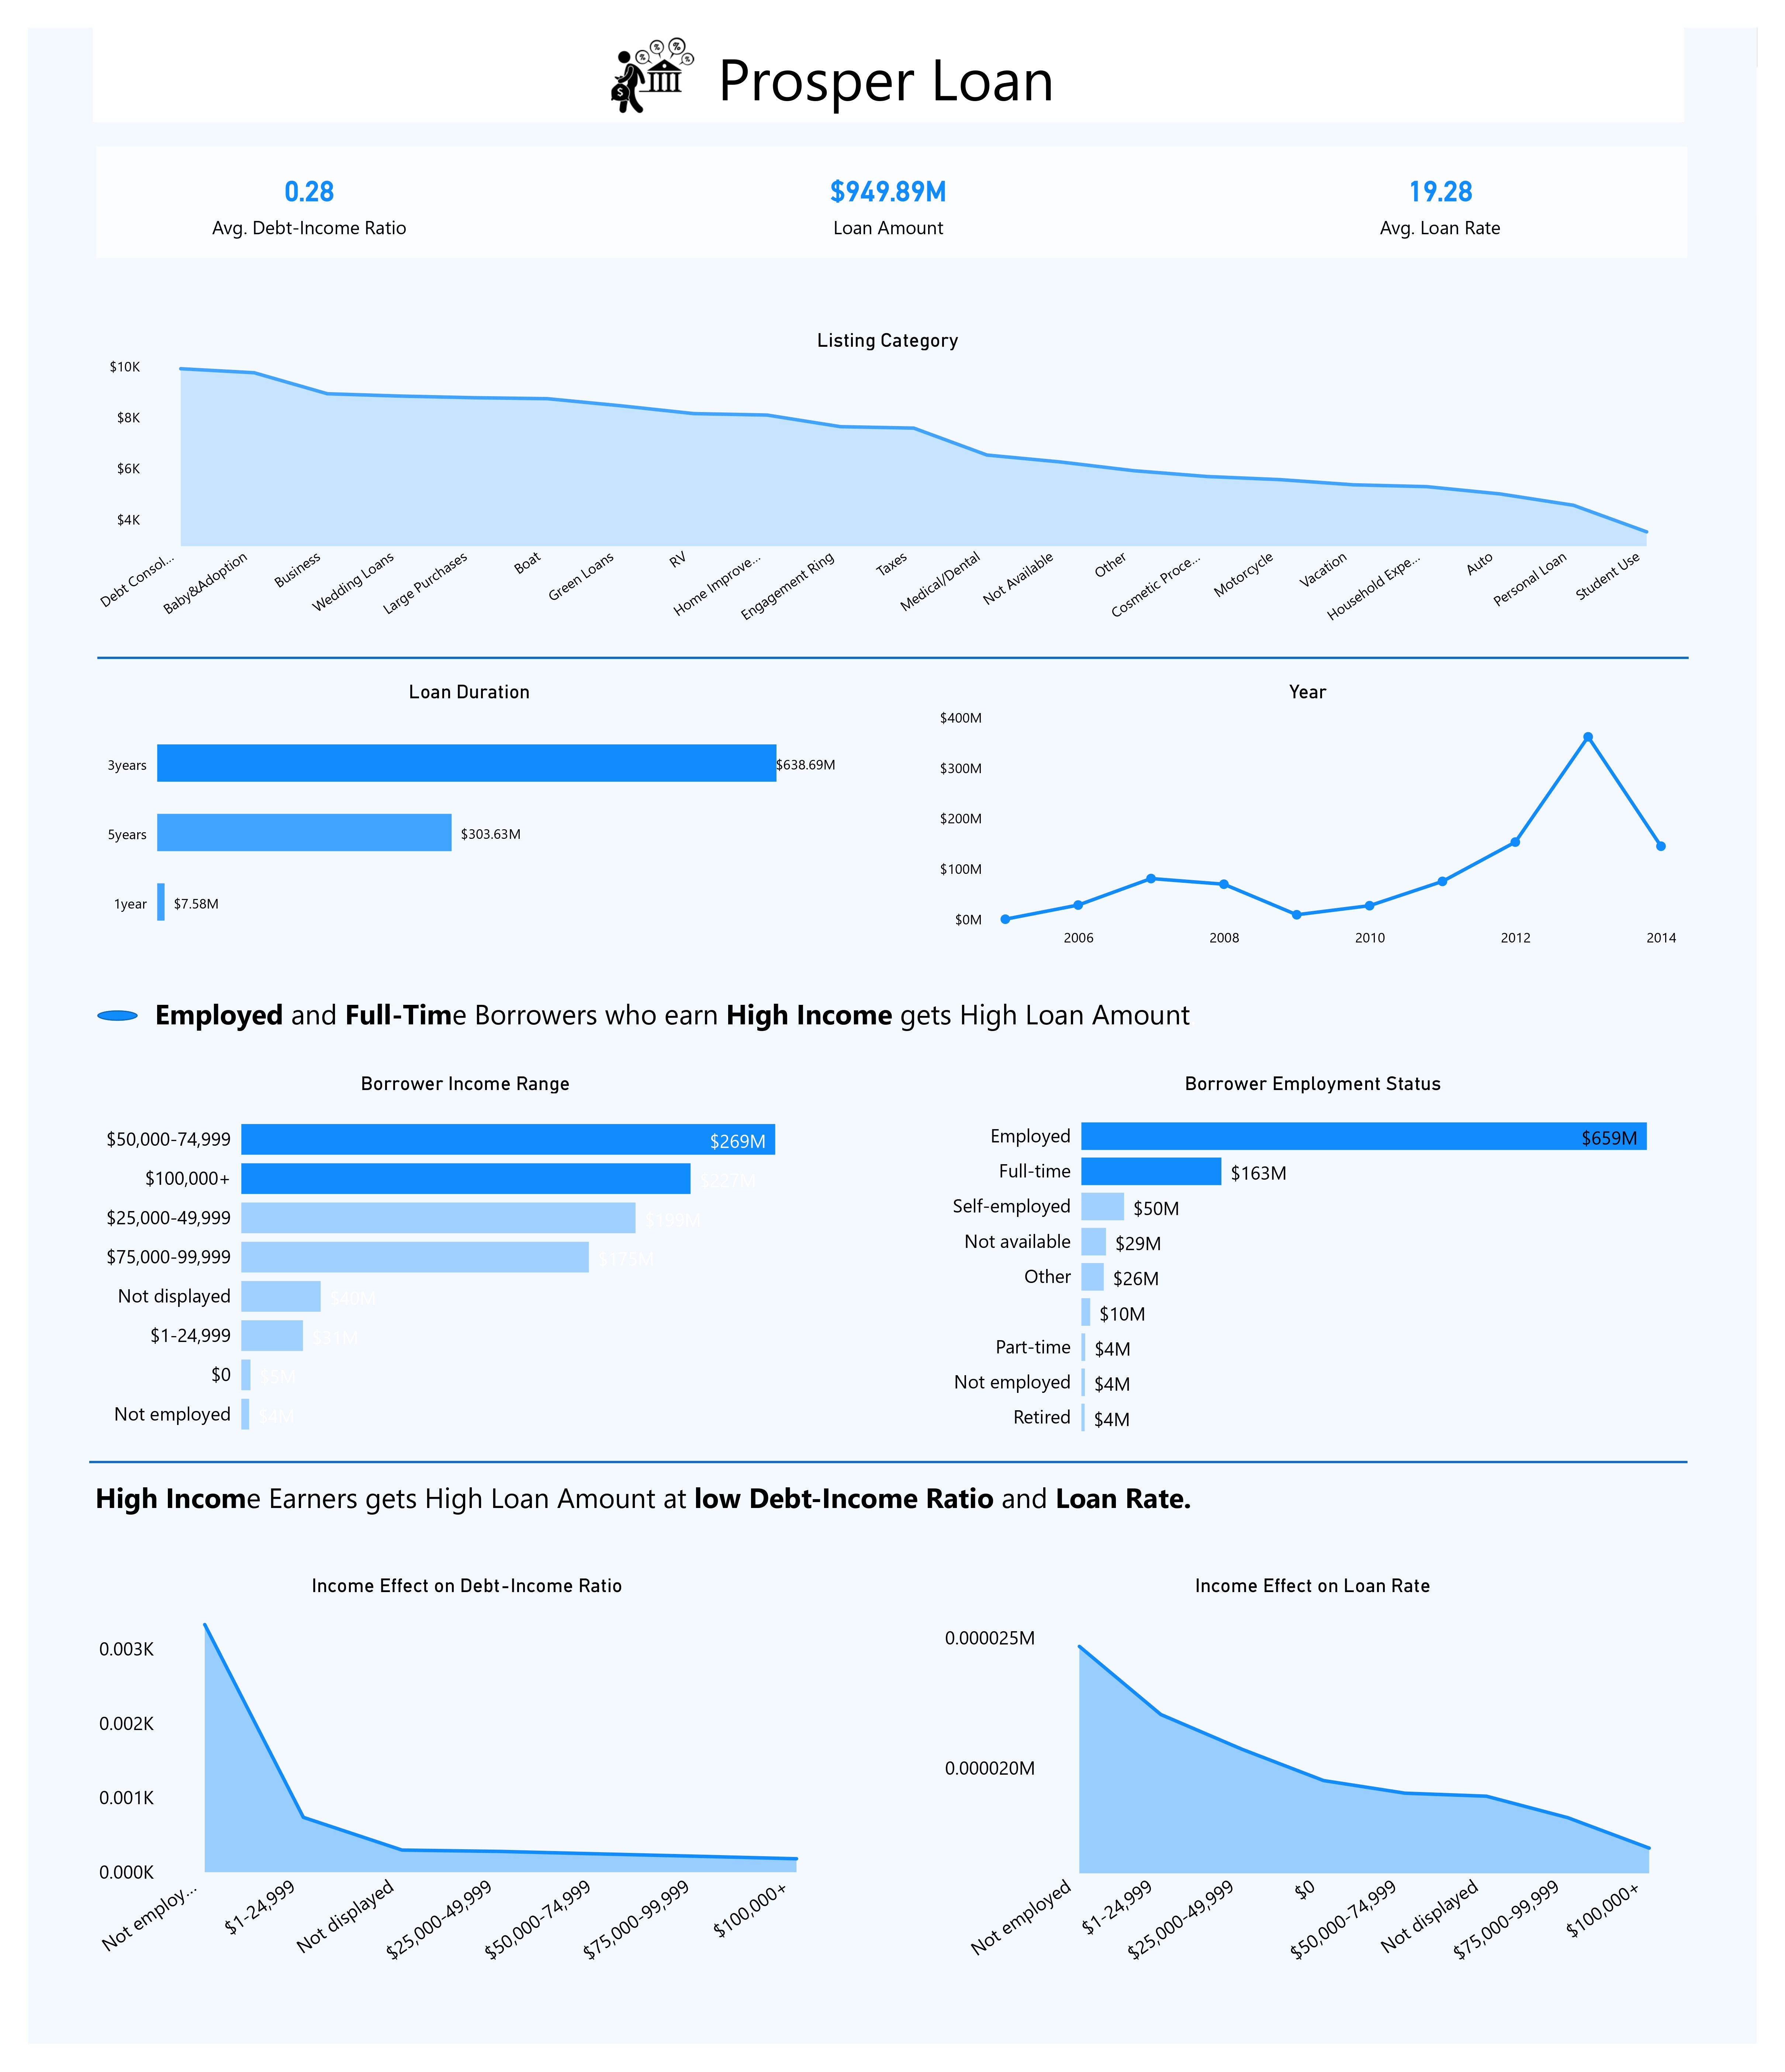 Prosper Loan
0.28
Avg. Debt-Income Ratio
$949.89M
Loan Amount
19.28
Avg. Loan Rate
Listing Category
$10K
$8K
$6K
$4K
Debt Consol...
Baby&Adoption
Business
Wedding Loans
Large Purchases
Boat
Green Loans
RV
Home Improve...
Engagement Ring
Taxes
Medical/Dental
Not Available
Other
Cosmetic Proce...
Motorcycle
Vacation
Household Expe...
Auto
Personal Loan
Student Use
Loan Duration
3years
$638.69M
5years
$303.63M
1year
$7.58M
Year
$400M
$300M
$200M
$100M
$0M
2006
2008
2010
2012
2014
Employed and Full-Time Borrowers who earn High Income gets High Loan Amount
Borrower Income Range
$50,000-74,999
$269M
$100,000+
$227M
$25,000-49,999
$199M
$75,000-99,999
$175M
Not displayed
$40M
$1-24,999
$31M
$0
$5M
Not employed
$4M
Borrower Employment Status
Employed
$659M
Full-time
$163M
Self-employed
$50M
Not available
$29M
Other
$26M
$10M
Part-time
$4M
Not employed
$4M
Retired
$4M
High Income Earners gets High Loan Amount at low Debt-Income Ratio and Loan Rate.
Income Effect on Debt-Income Ratio
0.003K
0.002K
0.001K
0.000K
Not employ...
$1-24,999
Not displayed
$25,000-49,999
$50,000-74,999
$75,000-99,999
$100,000+
Income Effect on Loan Rate
0.000025M
0.000020M
Not employed
$1-24,999
$25,000-49,999
$0
$50,000-74,999
Not displayed
$75,000-99,999
$100,000+